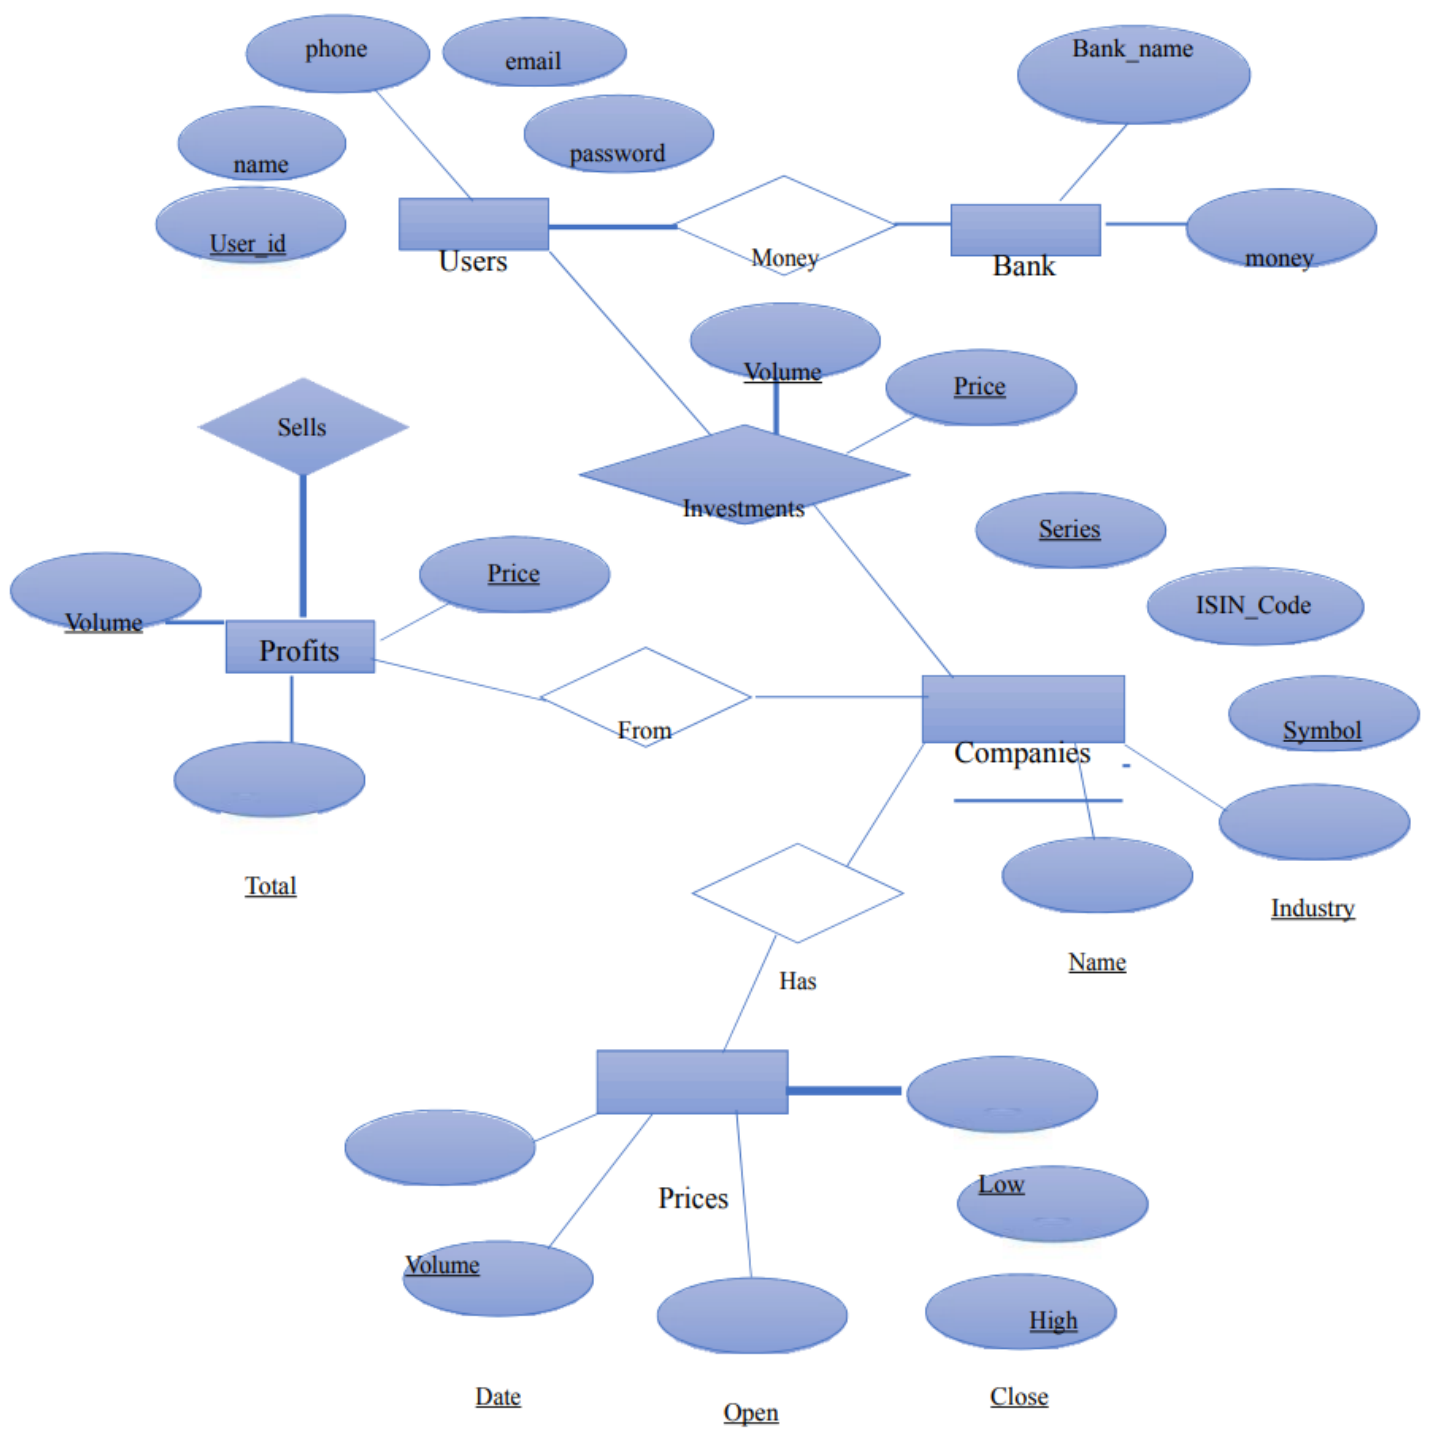 phone
email
Bank_name
password
name
User_id
Users
Money
Bank
money
Volume
Price
Sells
Investments
Series
Price
ISIN_Code
Volume
Profits
From
Symbol
Companies
Total
Industry
Name
Has
Low
Prices
Volume
High
Date
Close
Open